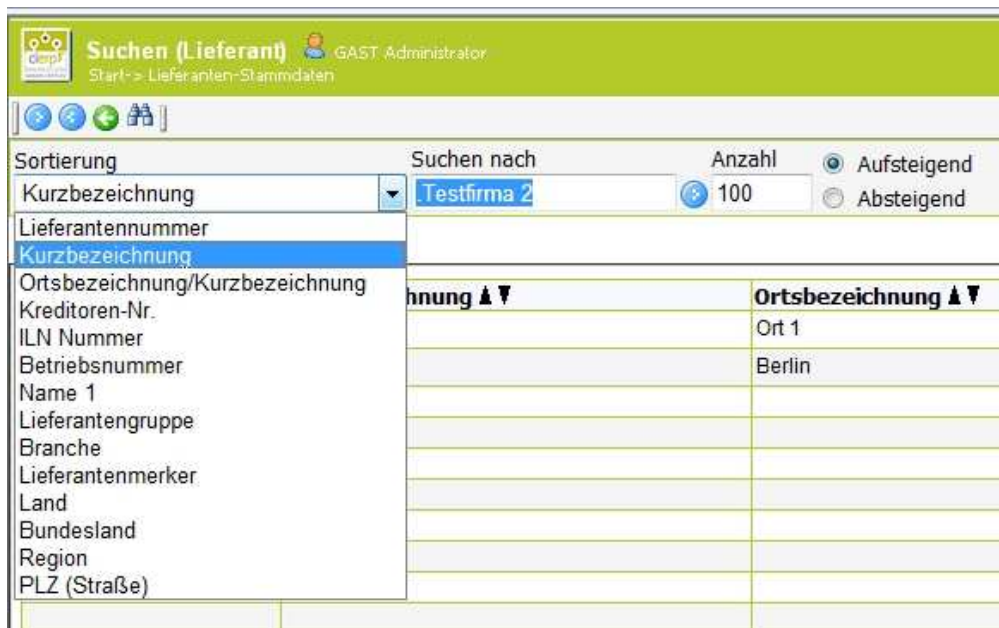 clerp
Suchen (Lieferant) GAST Administrator
Start-> Lieferanten-Stammdaten
Sortierung Suchen nach Anzahl Aufsteigend
Kurzbezeichnung .Testfirma 2 100 Absteigend
Lieferantennummer
Kurzbezeichnung
Ortsbezeichnung/Kurzbezeichnung
hnung Ortsbezeichnung
Kreditoren-Nr.
Ort 1
ILN Nummer
Betriebsnummer Berlin
Name 1
Lieferantengruppe
Branche
Lieferantenmerker
Land
Bundesland
Region
PLZ (Straße)